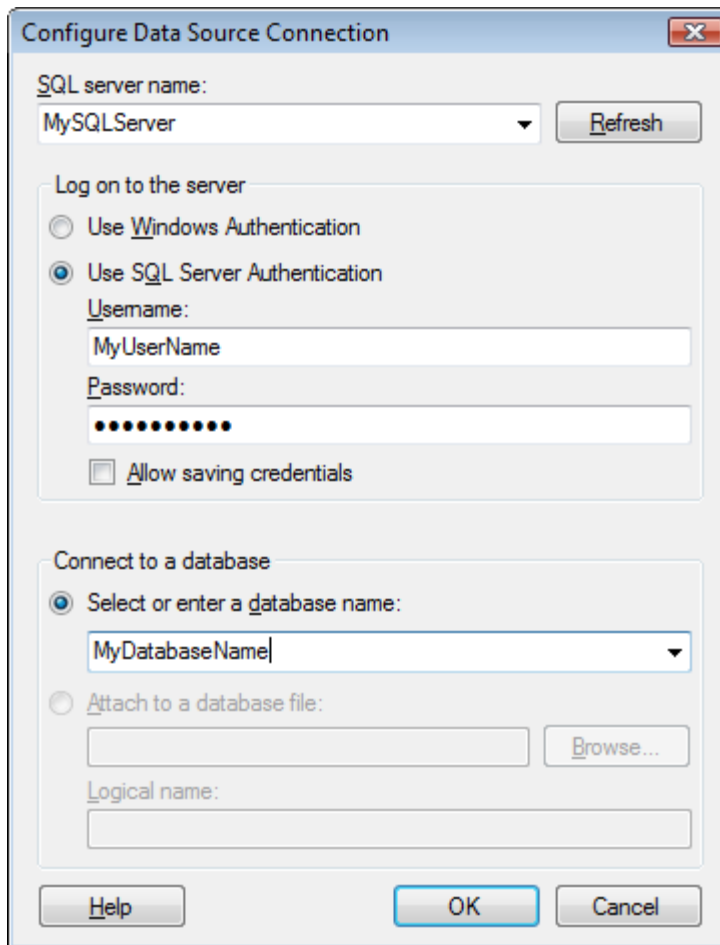 Configure Data Source Connection
SQL server name:
MySQLServer
Refresh
Log on to the server
Use Windows Authentication
Use SQL Server Authentication
Username:
MyUserName
Password:
••••••••••
Allow saving credentials
Connect to a database
Select or enter a database name:
MyDatabaseName
Attach to a database file:
Browse...
Logical name:
Help OK Cancel